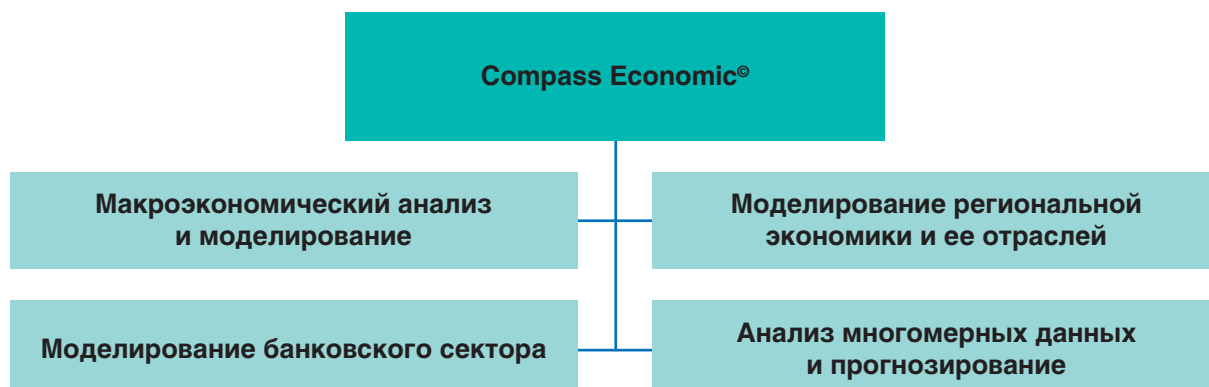 Compass Economic©
Макроэкономический анализ
и моделирование
Моделирование региональной
экономики и ее отраслей
Моделирование банковского сектора
Анализ многомерных данных
и прогнозирование